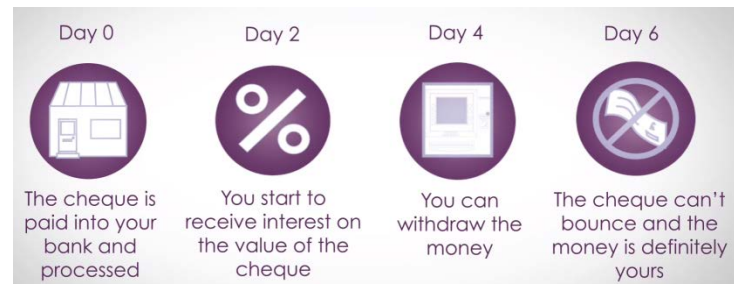 Day 0
The cheque is
paid into your
bank and
processed
Day 2
%
You start to
receive interest on
the value of the
cheque
Day 4
You can
withdraw the
money
Day 6
£
The cheque can't
bounce and the
money is definitely
yours